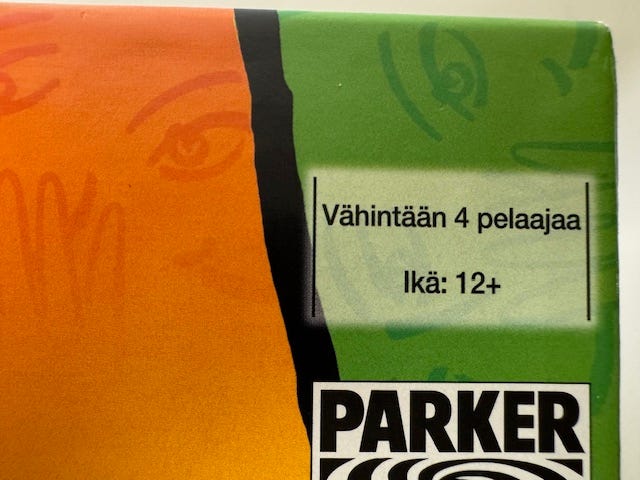 Vähintään 4 pelaajaa
Ikä: 12+
PARKER